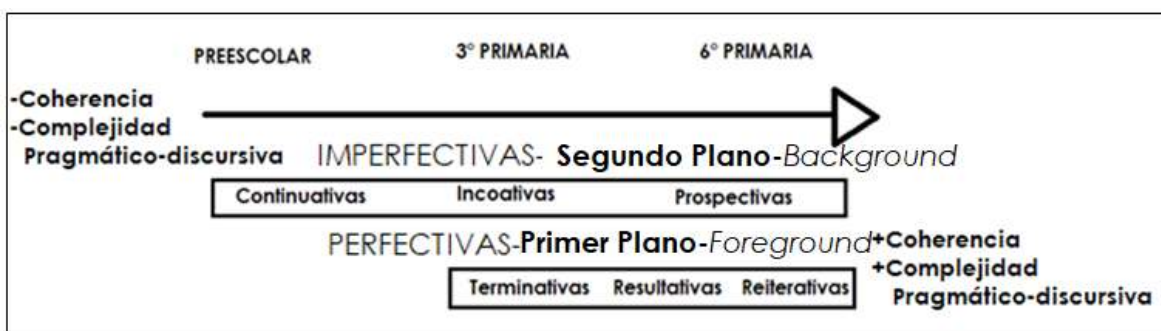 PREESCOLAR 3° PRIMARIA 6° PRIMARIA
-Coherencia
-Complejidad
Pragmático-discursiva
IMPERFECTIVAS- Segundo Plano-Background
Continuativas Incoativas Prospectivas
PERFECTIVAS-Primer Plano-Foreground
+Coherencia
+Complejidad
Pragmático-discursiva
Terminativas Resultativas Reiterativas